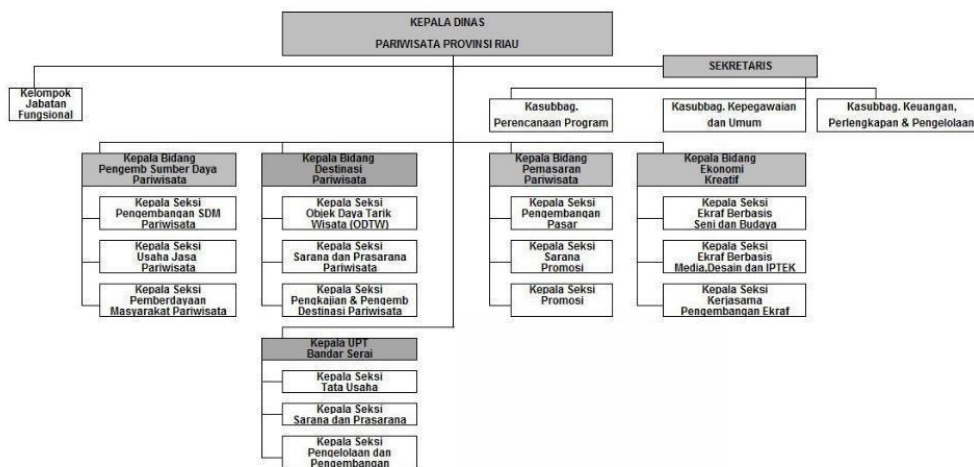 KEPALA DINAS
PARIWISATA PROVINSI RIAU
SEKRETARIS
Kelompok
Jabatan
Fungsional
Kasubbag.
Perencanaan Program
Kasubbag. Kepegawaian
dan Umum
Kasubbag. Keuangan,
Perlengkapan & Pengelolaan
Kepala Bidang
Pengemb Sumber Daya
Pariwisata
Kepala Seksi
Pengembangan SDM
Pariwisata
Kepala Seksi
Usaha Jasa
Pariwisata
Kepala Seksi
Pemberdayaan
Masyarakat Pariwisata
Kepala Bidang
Destinasi
Pariwisata
Kepala Seksi
Objek Daya Tarik
Wisata (ODTW)
Kepala Seksi
Sarana dan Prasarana
Pariwisata
Kepala Seksi
Pengkajian & Pengemb
Destinasi Pariwisata
Kepala Bidang
Pemasaran
Pariwisata
Kepala Seksi
Pengembangan
Pasar
Kepala Seksi
Sarana
Promosi
Kepala Seksi
Promosi
Kepala Bidang
Ekonomi
Kreatif
Kepala Seksi
Ekraf Berbasis
Seni dan Budaya
Kepala Seksi
Ekraf Berbasis
Media,Desain dan IPTEK
Kepala Seksi
Kerjasama
Pengembangan Ekraf
Kepala UPT
Bandar Serai
Kepala Seksi
Tata Usaha
Kepala Seksi
Sarana dan Prasarana
Kepala Seksi
Pengelolaan dan
Pengembangan